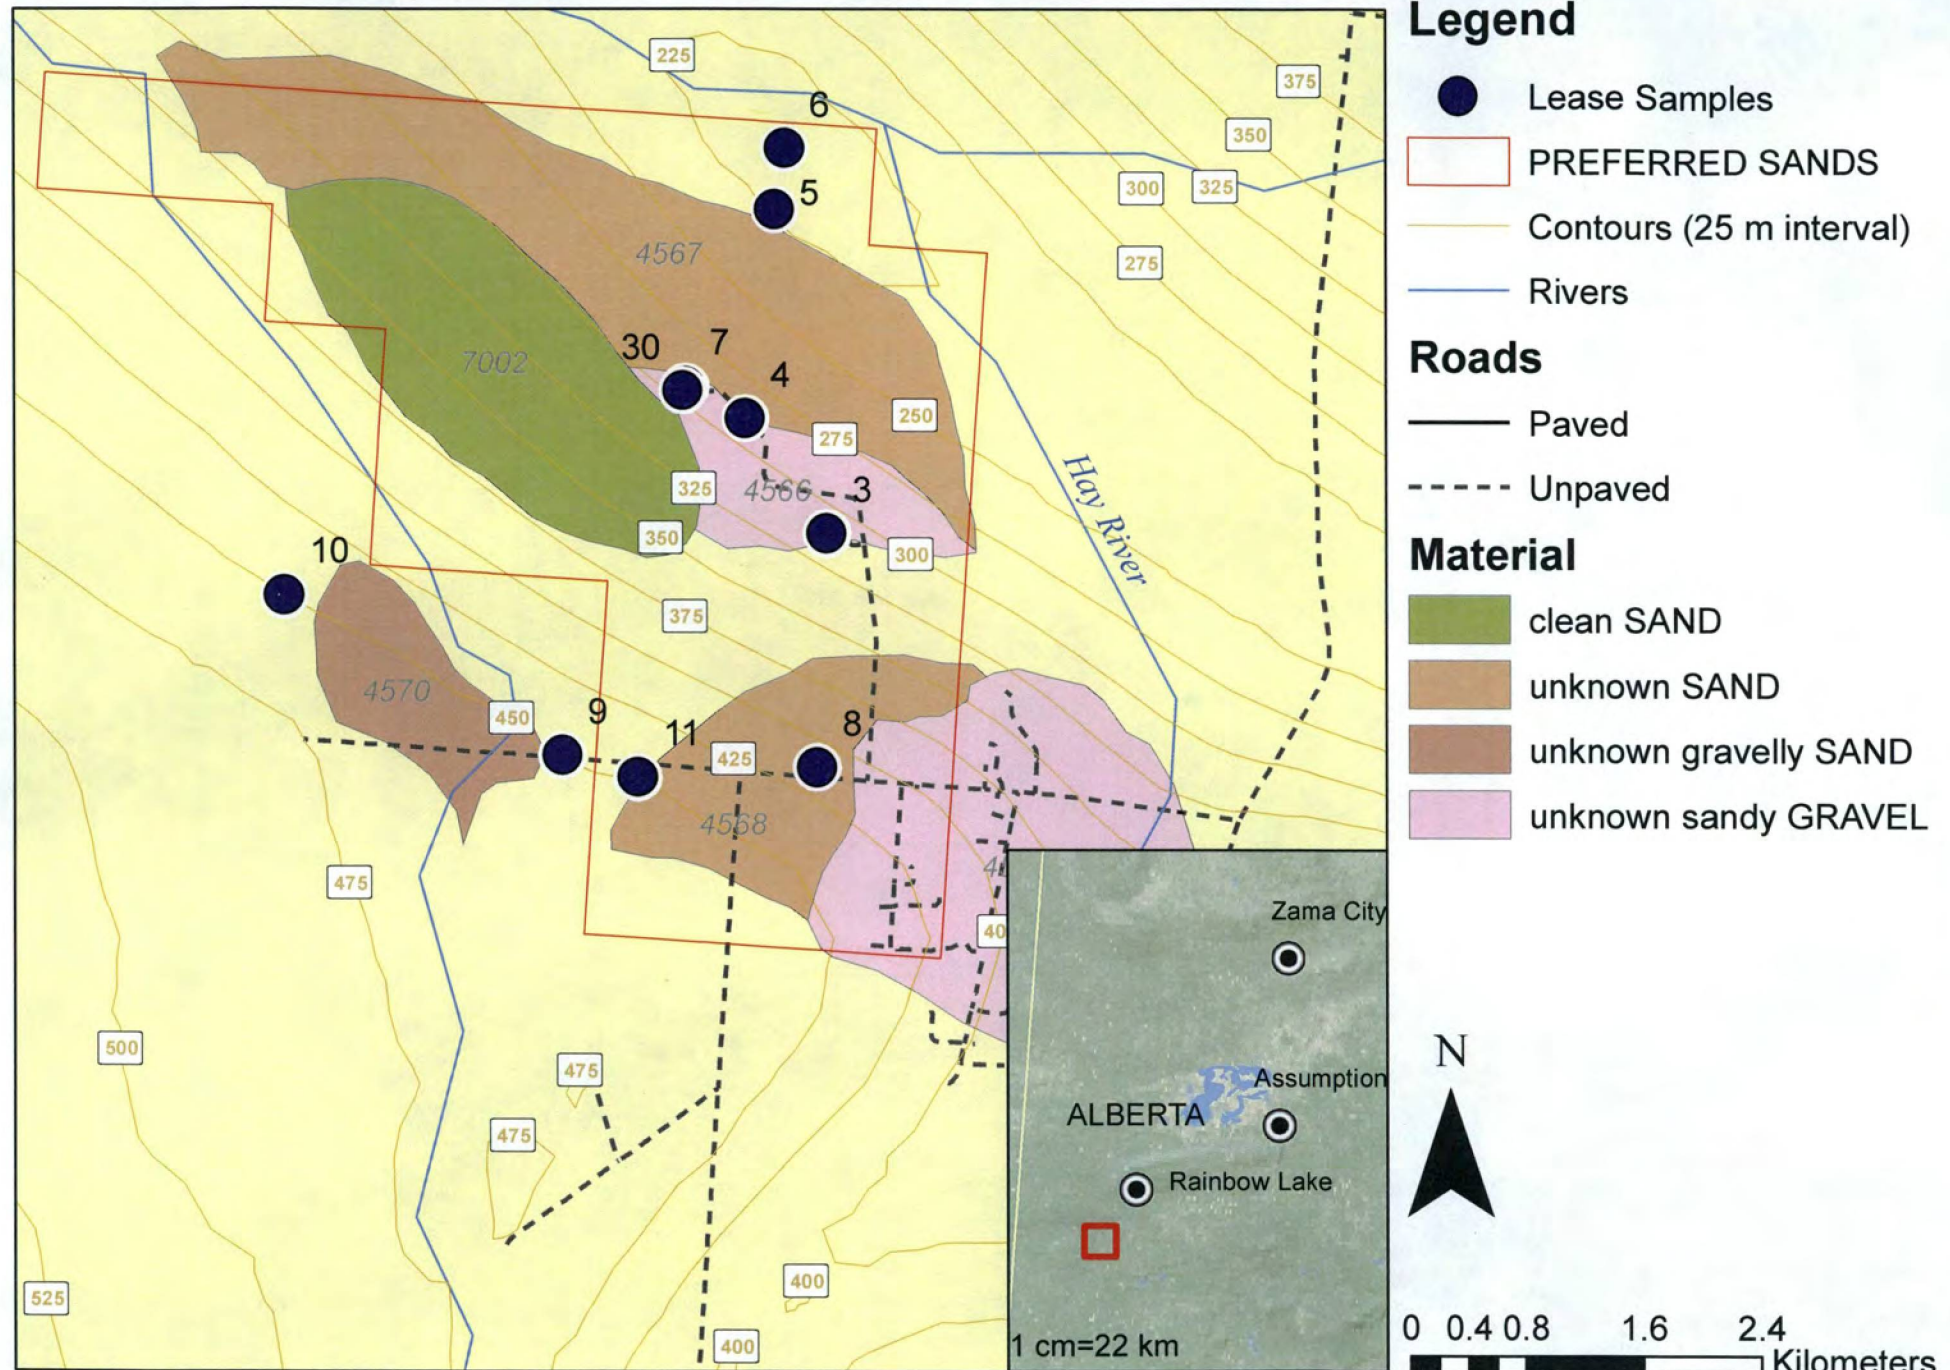 225
375
6
350
5
300
325
4567
275
30
7
4
7002
250
275
325
4566
3
350
300
Hay River
10
375
4570
450
9
11
8
425
4568
475
40
500
475
475
525
400
400
Zama City
Assumption
ALBERTA
Rainbow Lake
1 cm=22 km
Legend
Lease Samples
PREFERRED SANDS
Contours (25 m interval)
Rivers
Roads
Paved
Unpaved
Material
clean SAND
unknown SAND
unknown gravelly SAND
unknown sandy GRAVEL
N
0 0.4 0.8 1.6 2.4
Kilometers